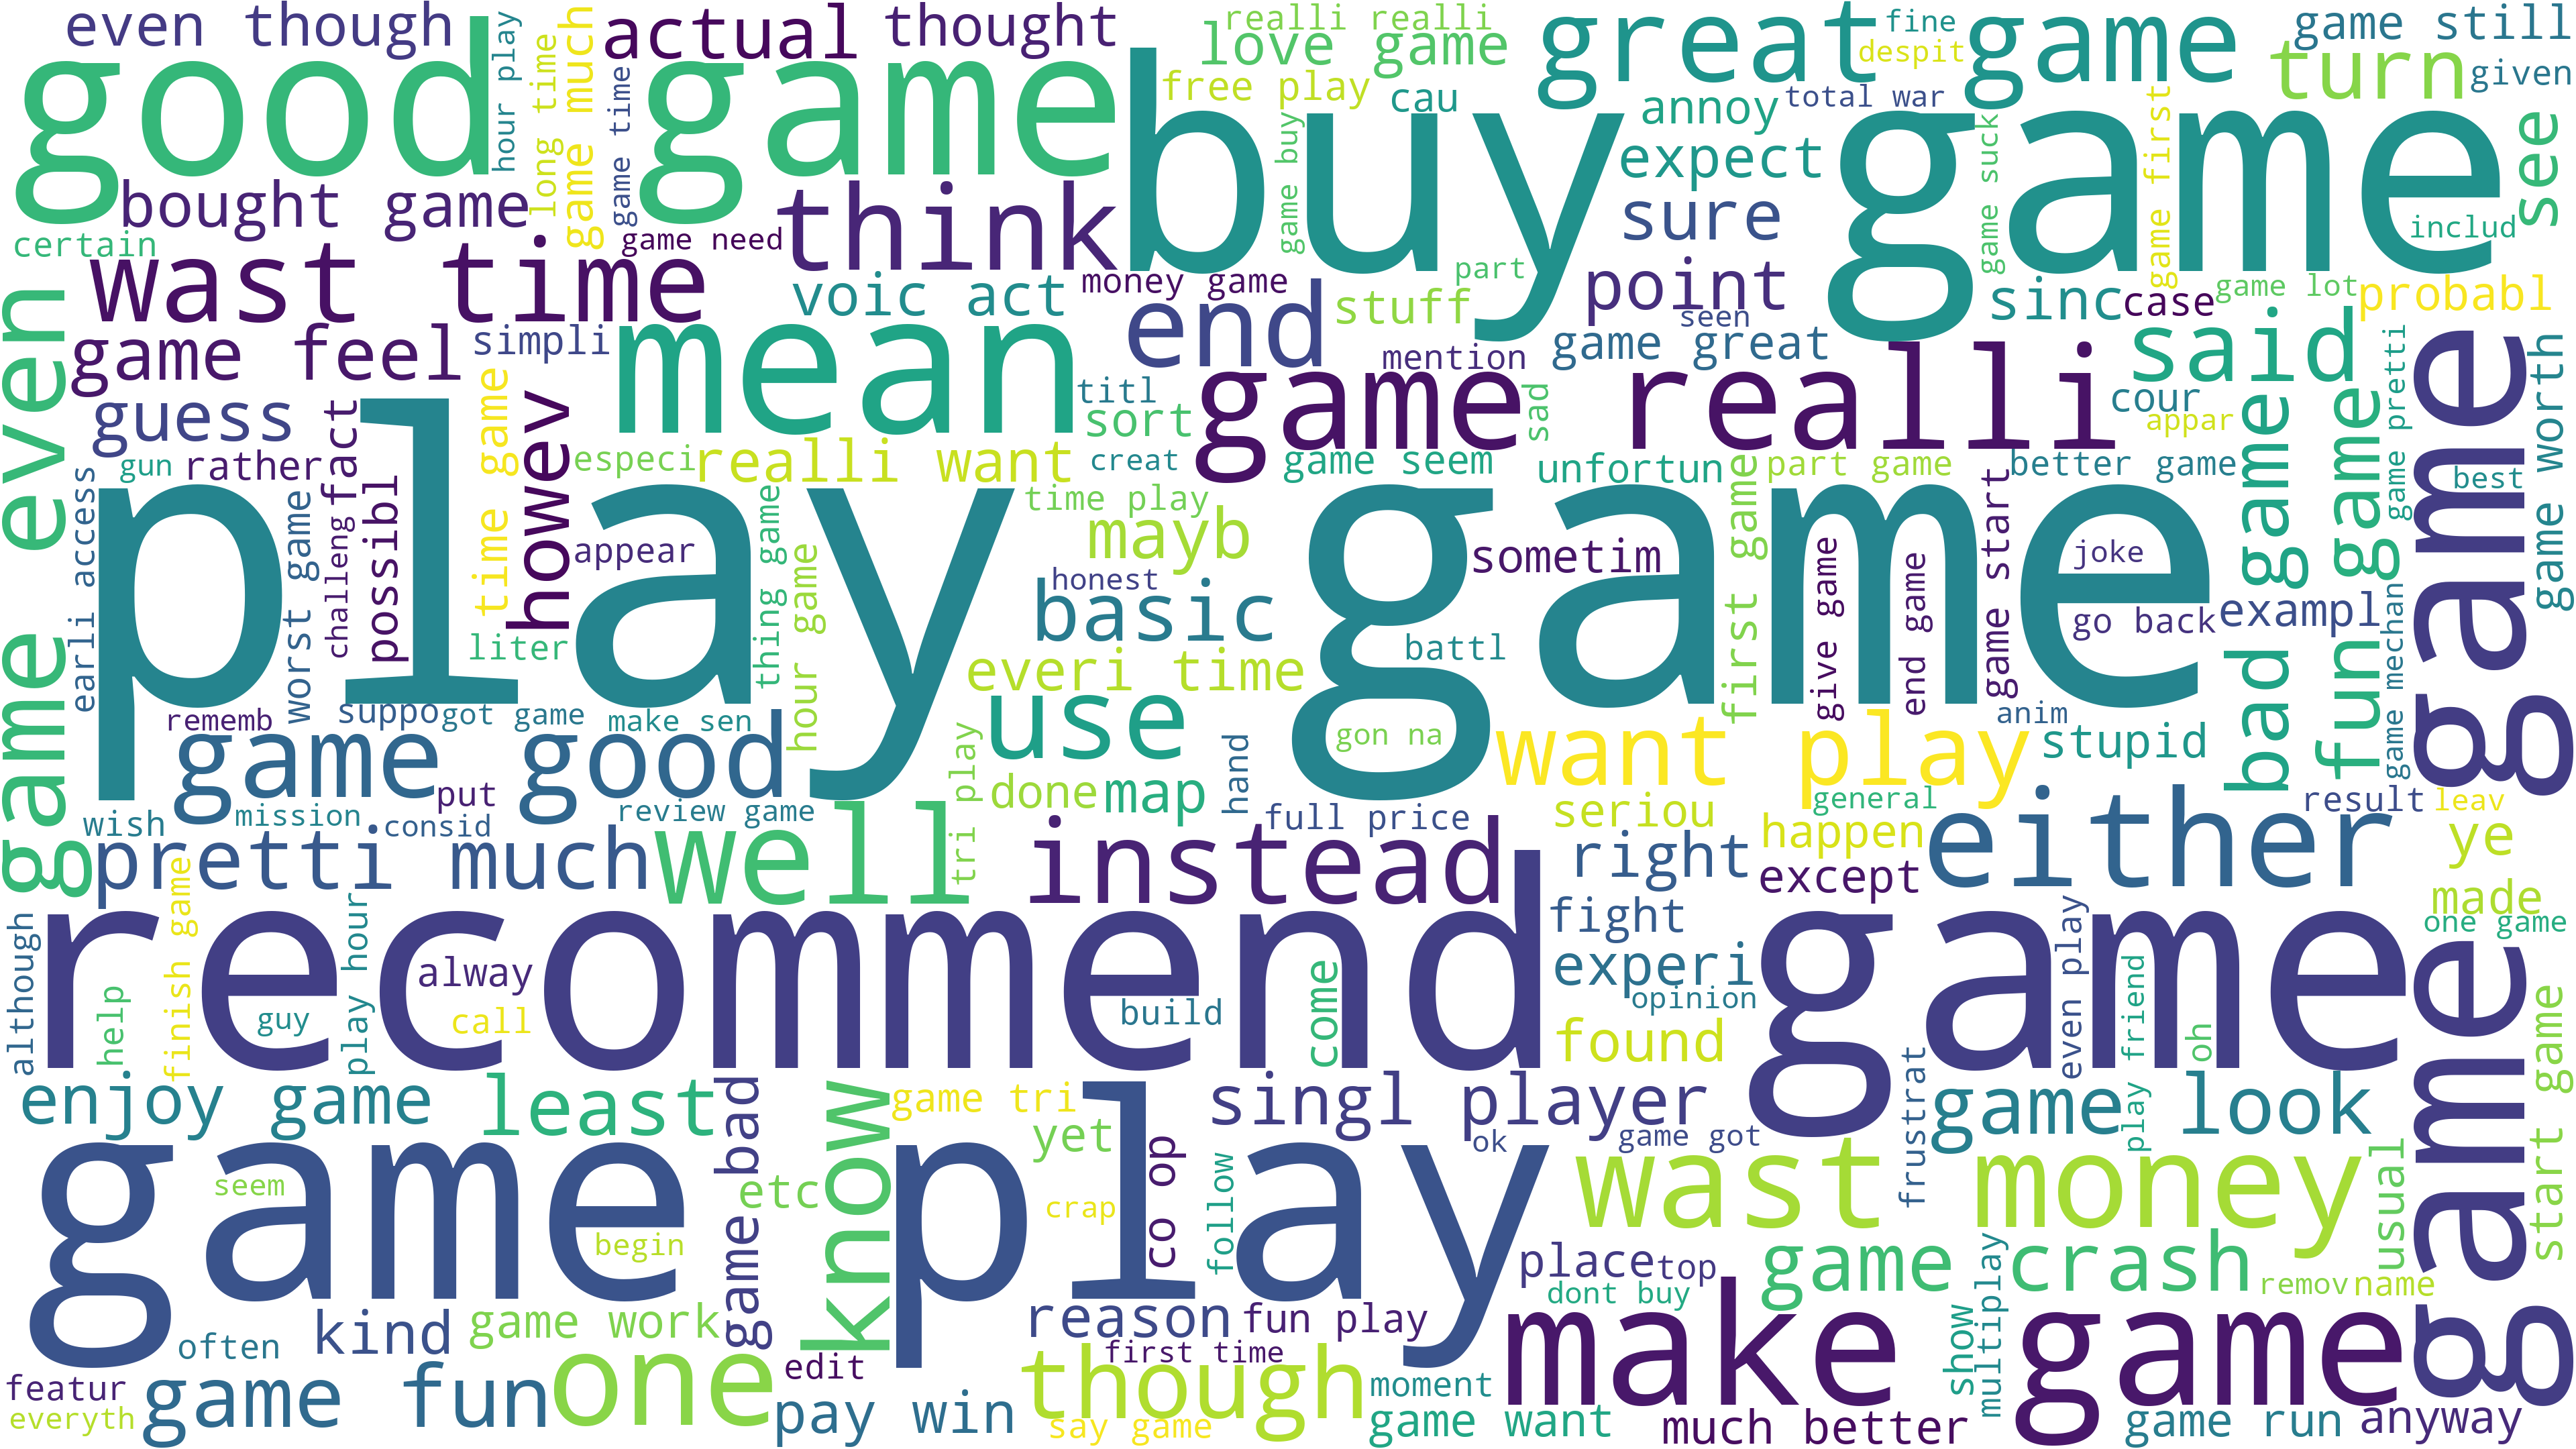 even though
good game
hour play
long time
game much
game time
actual
thought
realli realli
love game
free play
cau
great game
fine
despit
annoy
total war
game still
turn
given
buy game
game buy
expect
game suck
game first
see
bought game
certain
game need
think
sure
includ
wast time
voic act
money game
part
point
sinc
case
game lot
probabl
game even
game feel
simpli
mean
end
stuff
seen
mention
game great
said
game pretti
game worth
guess
challeng
fact
time game
howev
titl
sort
game realli
sad
cour
appar
bad game
fun game
game game
gun
rather
especi
realli want
creat
game seem
unfortun
part game
better game
best
earli access
play game
worst game
possibl
appear
thing game
hour game
time play
mayb
sometim
first game
give game
end game
game start
joke
honest
basic
battl
go back
exampl
game mechan
liter
everi time
rememb
suppo
got game
make sen
use
gon na
anim
game good
want play
stupid
tri play
done
map
hand
put
wish
mission
consid
review game
full price
seriou
general
result
leav
pretti much
well
instead
right
happen
except
either
ye
made
one game
although
recommend game
finish game
play hour
fight
alway
help
guy
call
build
come
experi
opinion
found
even play
play friend
oh
start game
enjoy game
least
game bad
know
game tri
yet
co op
singl player
ok
game got
frustrat
game look
usual
game play
seem
etc
crap
follow
wast money
begin
place
top
game crash
remov
name
dont buy
show
multiplay
often
kind
game work
reason
fun play
first time
make game
featur
everyth
game fun
one
edit
pay win
though
say game
moment
game want
much better
game run
anyway